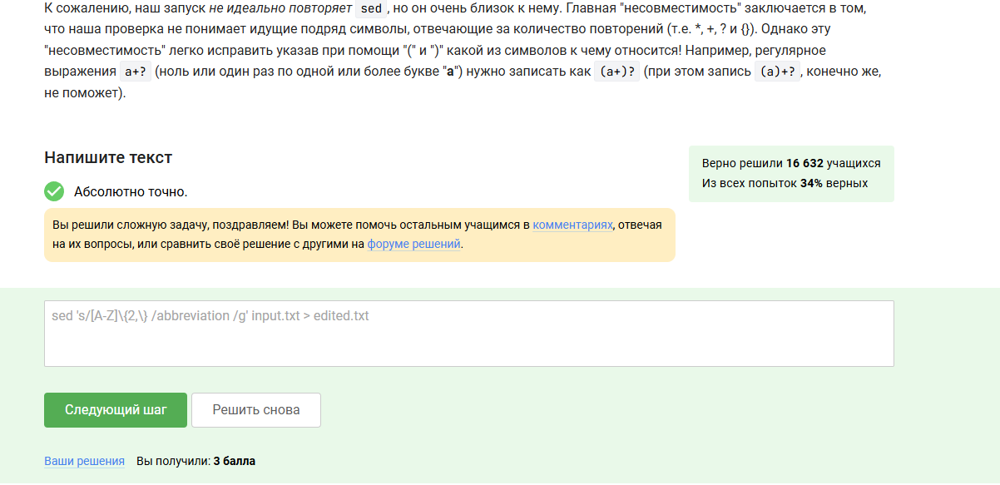 К сожалению, наш запуск не идеально повторяет sed, но он очень близок к нему. Главная "несовместимость" заключается в том,
что наша проверка не понимает идущие подряд символы, отвечающие за количество повторений (т.е. *, +, ? и {}). Однако эту
"несовместимость" легко исправить указав при помощи "(" и ")" какой из символов к чему относится! Например, регулярное
выражения a+? (ноль или один раз по одной или более букве "a") нужно записать как (a+)? (при этом запись (a)+?, конечно же,
не поможет).
Напишите текст
Верно решили 16 632 учащихся
Из всех попыток 34% верных
Абсолютно точно.
Вы решили сложную задачу, поздравляем! Вы можете помочь остальным учащимся в комментариях, отвечая
на их вопросы, или сравнить своё решение с другими на форуме решений.
sed 's/[A-Z]\{2,\} /abbreviation /g' input.txt > edited.txt
Следующий шаг
Решить снова
Ваши решения Вы получили: 3 балла